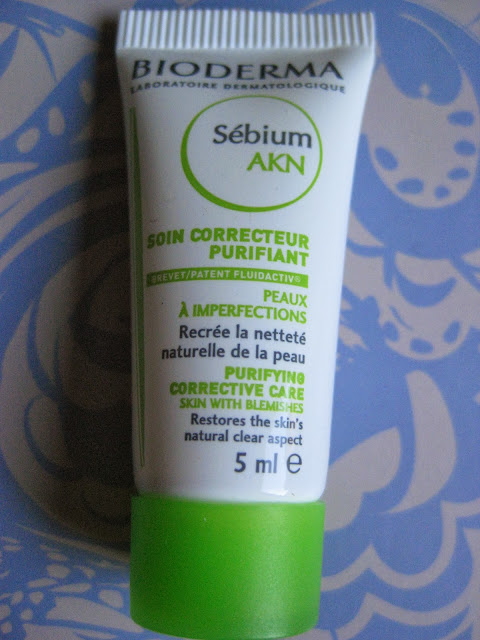 BIODERMA
LABORATOIRE DERMATOLOGIQUE
Sébium
AKN
SOIN CORRECTEUR
PURIFIANT
BREVET/PATENT FLUIDACTIV®
PEAUX
À IMPERFECTIONS
Recrée la netteté
naturelle de la peau
PURIFYING
CORRECTIVE CARE
SKIN WITH BLEMISHES
Restores the skin's
natural clear aspect
5 ml e